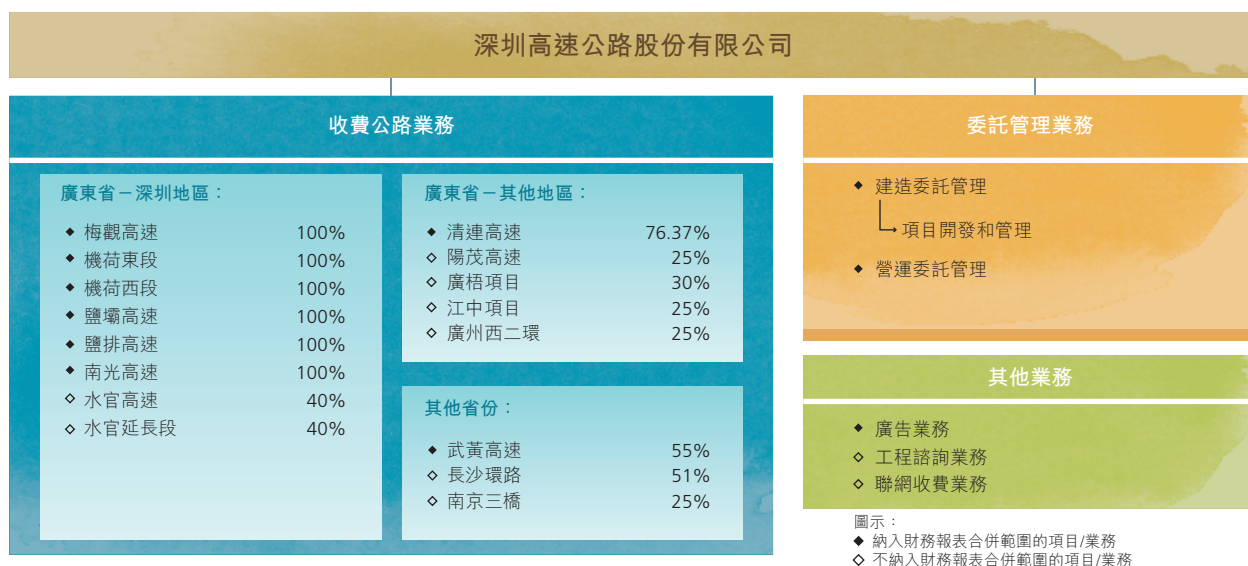 深圳高速公路股份有限公司
收費公路業務
廣東省－深圳地區：
◆ 梅觀高速 100%
◆ 機荷東段 100%
◆ 機荷西段 100%
◆ 鹽壩高速 100%
◆ 鹽排高速 100%
◆ 南光高速 100%
◇ 水官高速 40%
◇ 水官延長段 40%
廣東省－其他地區：
◆ 清連高速 76.37%
◇ 陽茂高速 25%
◇ 廣梧項目 30%
◇ 江中項目 25%
◇ 廣州西二環 25%
其他省份：
◆ 武黃高速 55%
◇ 長沙環路 51%
◇ 南京三橋 25%
委託管理業務
◆ 建造委託管理
項目開發和管理
◆ 營運委託管理
其他業務
◆ 廣告業務
◇ 工程諮詢業務
◇ 聯網收費業務
圖示：
◆ 納入財務報表合併範圍的項目/業務
◇ 不納入財務報表合併範圍的項目/業務